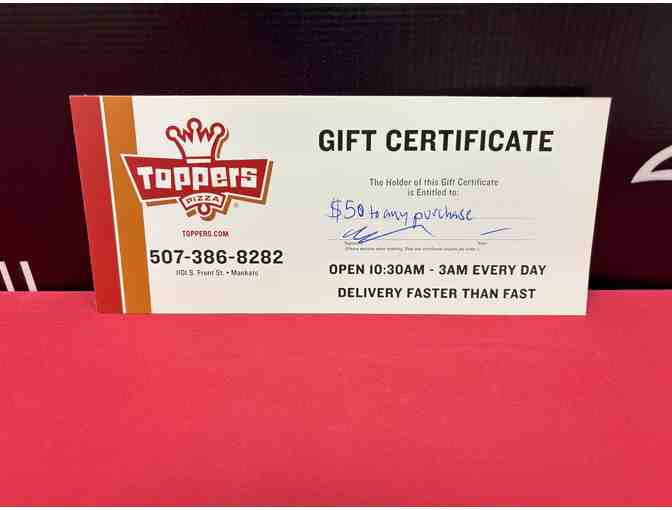 TOPPERS
PIZZA
TOPPERS.COM
507-386-8282
1101 S. Front St. • Mankato
GIFT CERTIFICATE
The Holder of this Gift Certificate
is Entitled to:
$50 to any purchase
OPEN 10:30AM - 3AM EVERY DAY
DELIVERY FASTER THAN FAST